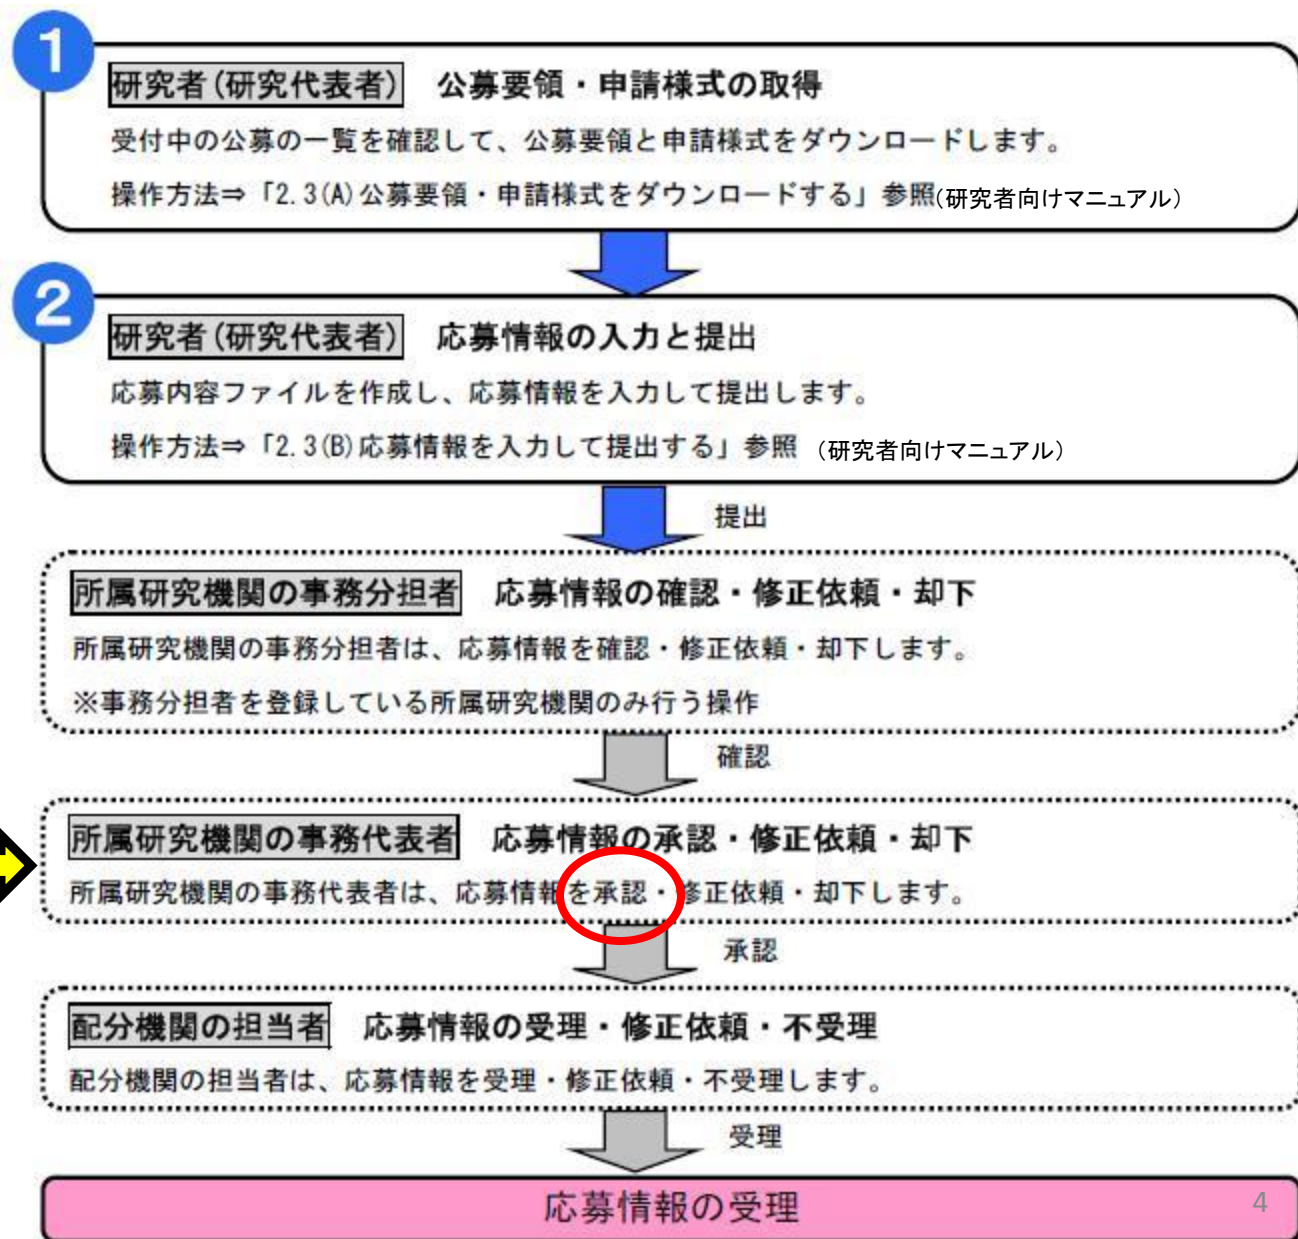 1
研究者(研究代表者) 公募要領・申請様式の取得
受付中の公募の一覧を確認して、公募要領と申請様式をダウンロードします。
操作方法⇒「2.3(A)公募要領・申請様式をダウンロードする」参照(研究者向けマニュアル)
2
研究者(研究代表者) 応募情報の入力と提出
応募内容ファイルを作成し、応募情報を入力して提出します。
操作方法⇒「2.3(B)応募情報を入力して提出する」参照 (研究者向けマニュアル)
提出
所属研究機関の事務分担者 応募情報の確認・修正依頼・却下
所属研究機関の事務分担者は、応募情報を確認・修正依頼・却下します。
※事務分担者を登録している所属研究機関のみ行う操作
確認
所属研究機関の事務代表者 応募情報の承認・修正依頼・却下
所属研究機関の事務代表者は、応募情報を承認・修正依頼・却下します。
承認
配分機関の担当者 応募情報の受理・修正依頼・不受理
配分機関の担当者は、応募情報を受理・修正依頼・不受理します。
受理
応募情報の受理
4